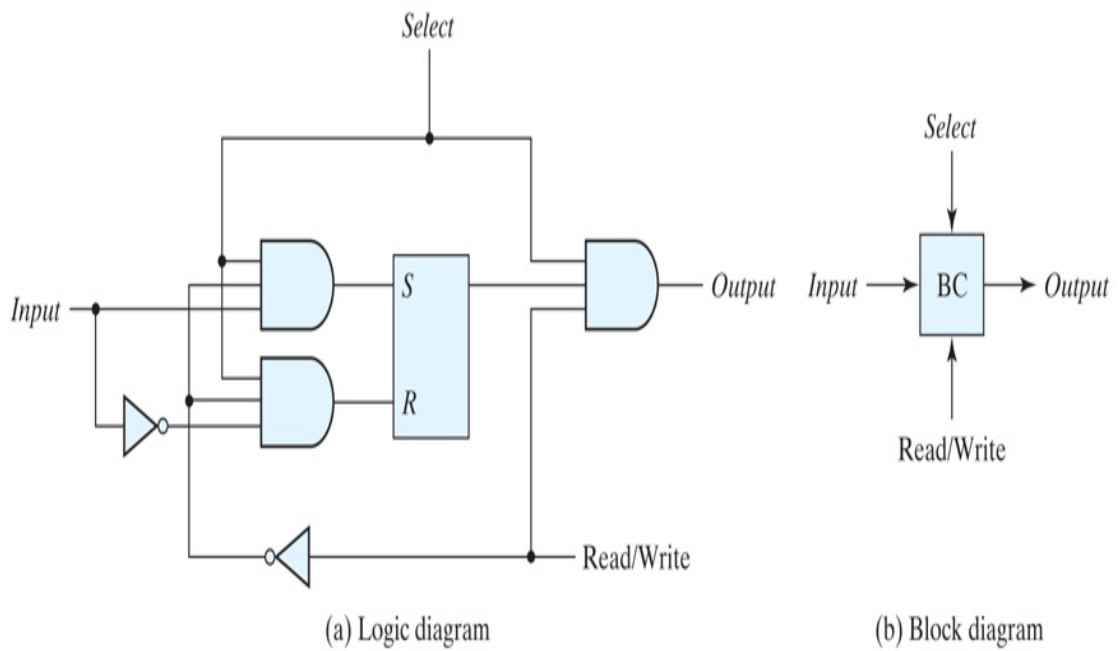 Select
Input
S
R
Output
Read/Write
(a) Logic diagram
Select
Input
BC
Output
Read/Write
(b) Block diagram